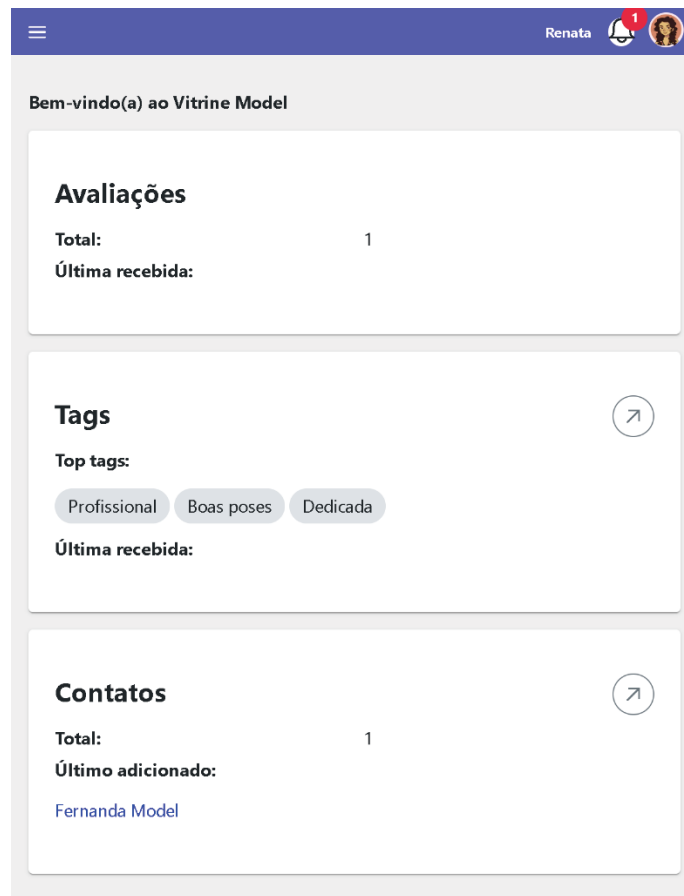 Renata
1
Bem-vindo(a) ao Vitrine Model
Avaliações
Total: 1
Última recebida:
Tags
Top tags:
Profissional Boas poses Dedicada
Última recebida:
Contatos
Total: 1
Último adicionado:
Fernanda Model